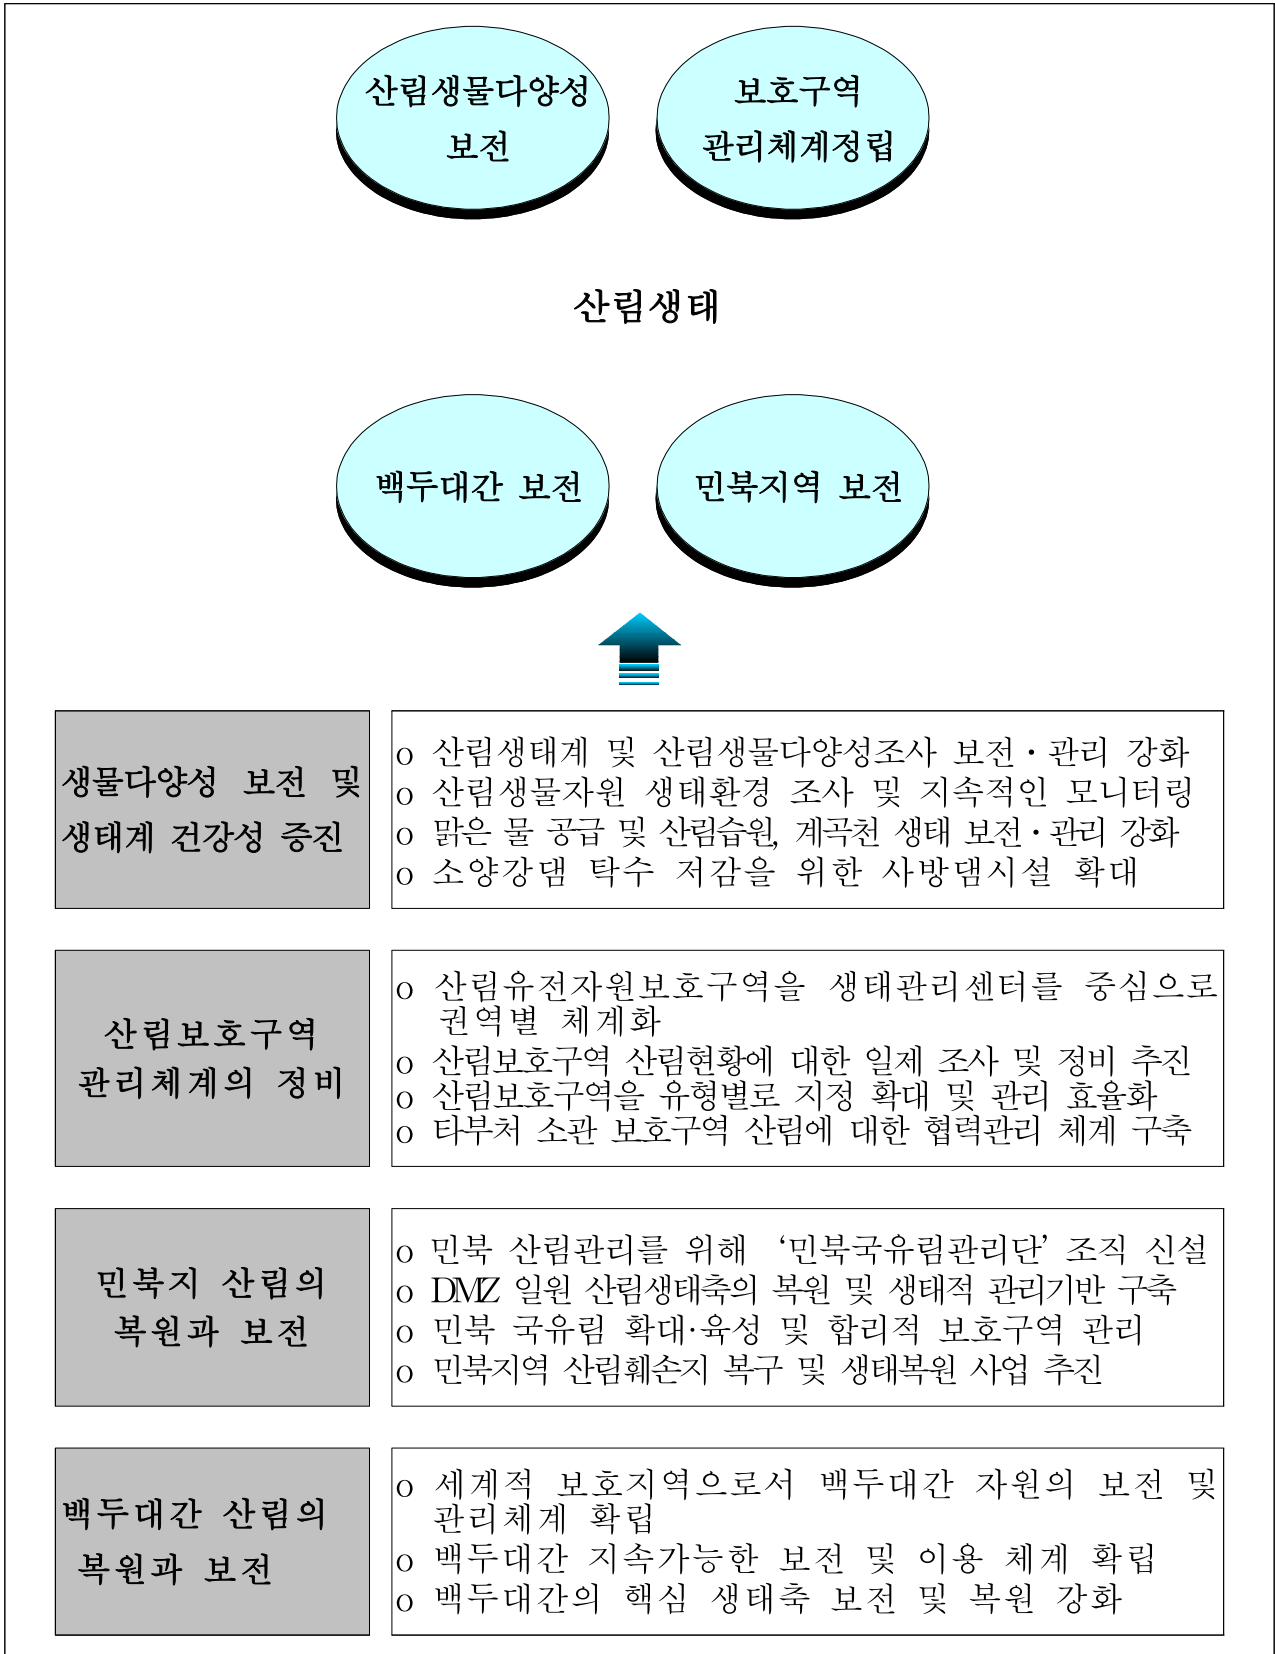 산림생물다양성
보전
보호구역
관리체계정립
산림생태
백두대간 보전
민북지역 보전
생물다양성 보전 및
생태계 건강성 증진
o 산림생태계 및 산림생물다양성조사 보전·관리 강화
o 산림생물자원 생태환경 조사 및 지속적인 모니터링
o 맑은 물 공급 및 산림습원, 계곡천 생태 보전·관리 강화
o 소양강댐 탁수 저감을 위한 사방댐시설 확대
산림보호구역
관리체계의 정비
o 산림유전자원보호구역을 생태관리센터를 중심으로
권역별 체계화
o 산림보호구역 산림현황에 대한 일제 조사 및 정비 추진
o 산림보호구역을 유형별로 지정 확대 및 관리 효율화
o 타부처 소관 보호구역 산림에 대한 협력관리 체계 구축
민북지 산림의
복원과 보전
o 민북 산림관리를 위해 ‘민북국유림관리단’ 조직 신설
o DMZ 일원 산림생태축의 복원 및 생태적 관리기반 구축
o 민북 국유림 확대·육성 및 합리적 보호구역 관리
o 민북지역 산림훼손지 복구 및 생태복원 사업 추진
백두대간 산림의
복원과 보전
o 세계적 보호지역으로서 백두대간 자원의 보전 및
관리체계 확립
o 백두대간 지속가능한 보전 및 이용 체계 확립
o 백두대간의 핵심 생태축 보전 및 복원 강화